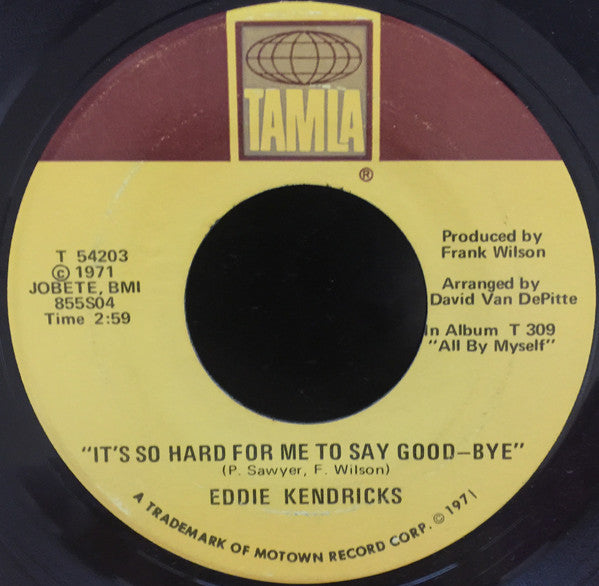 TAMLA
®
T 54203
© 1971
JOBETE, BMI
855S04
Time 2:59
Produced by
Frank Wilson
Arranged by
David Van DePitte
In Album T 309
"All By Myself"
"IT'S SO HARD FOR ME TO SAY GOOD—BYE"
(P. Sawyer, F. Wilson)
EDDIE KENDRICKS
A TRADEMARK OF MOTOWN RECORD CORP. © 1971